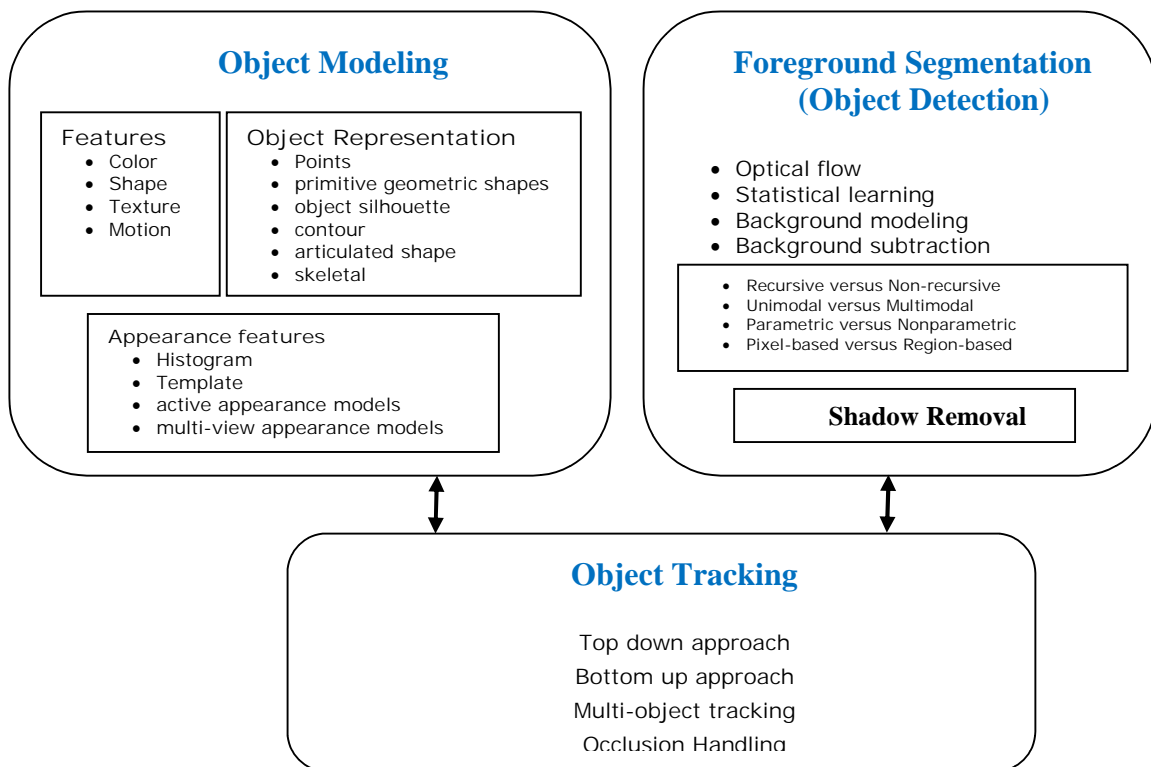 Object Modeling
Features
• Color
• Shape
• Texture
• Motion
Object Representation
• Points
• primitive geometric shapes
• object silhouette
• contour
• articulated shape
• skeletal
Appearance features
• Histogram
• Template
• active appearance models
• multi-view appearance models
Foreground Segmentation
(Object Detection)
• Optical flow
• Statistical learning
• Background modeling
• Background subtraction
• Recursive versus Non-recursive
• Unimodal versus Multimodal
• Parametric versus Nonparametric
• Pixel-based versus Region-based
Shadow Removal
Object Tracking
Top down approach
Bottom up approach
Multi-object tracking
Occlusion Handling